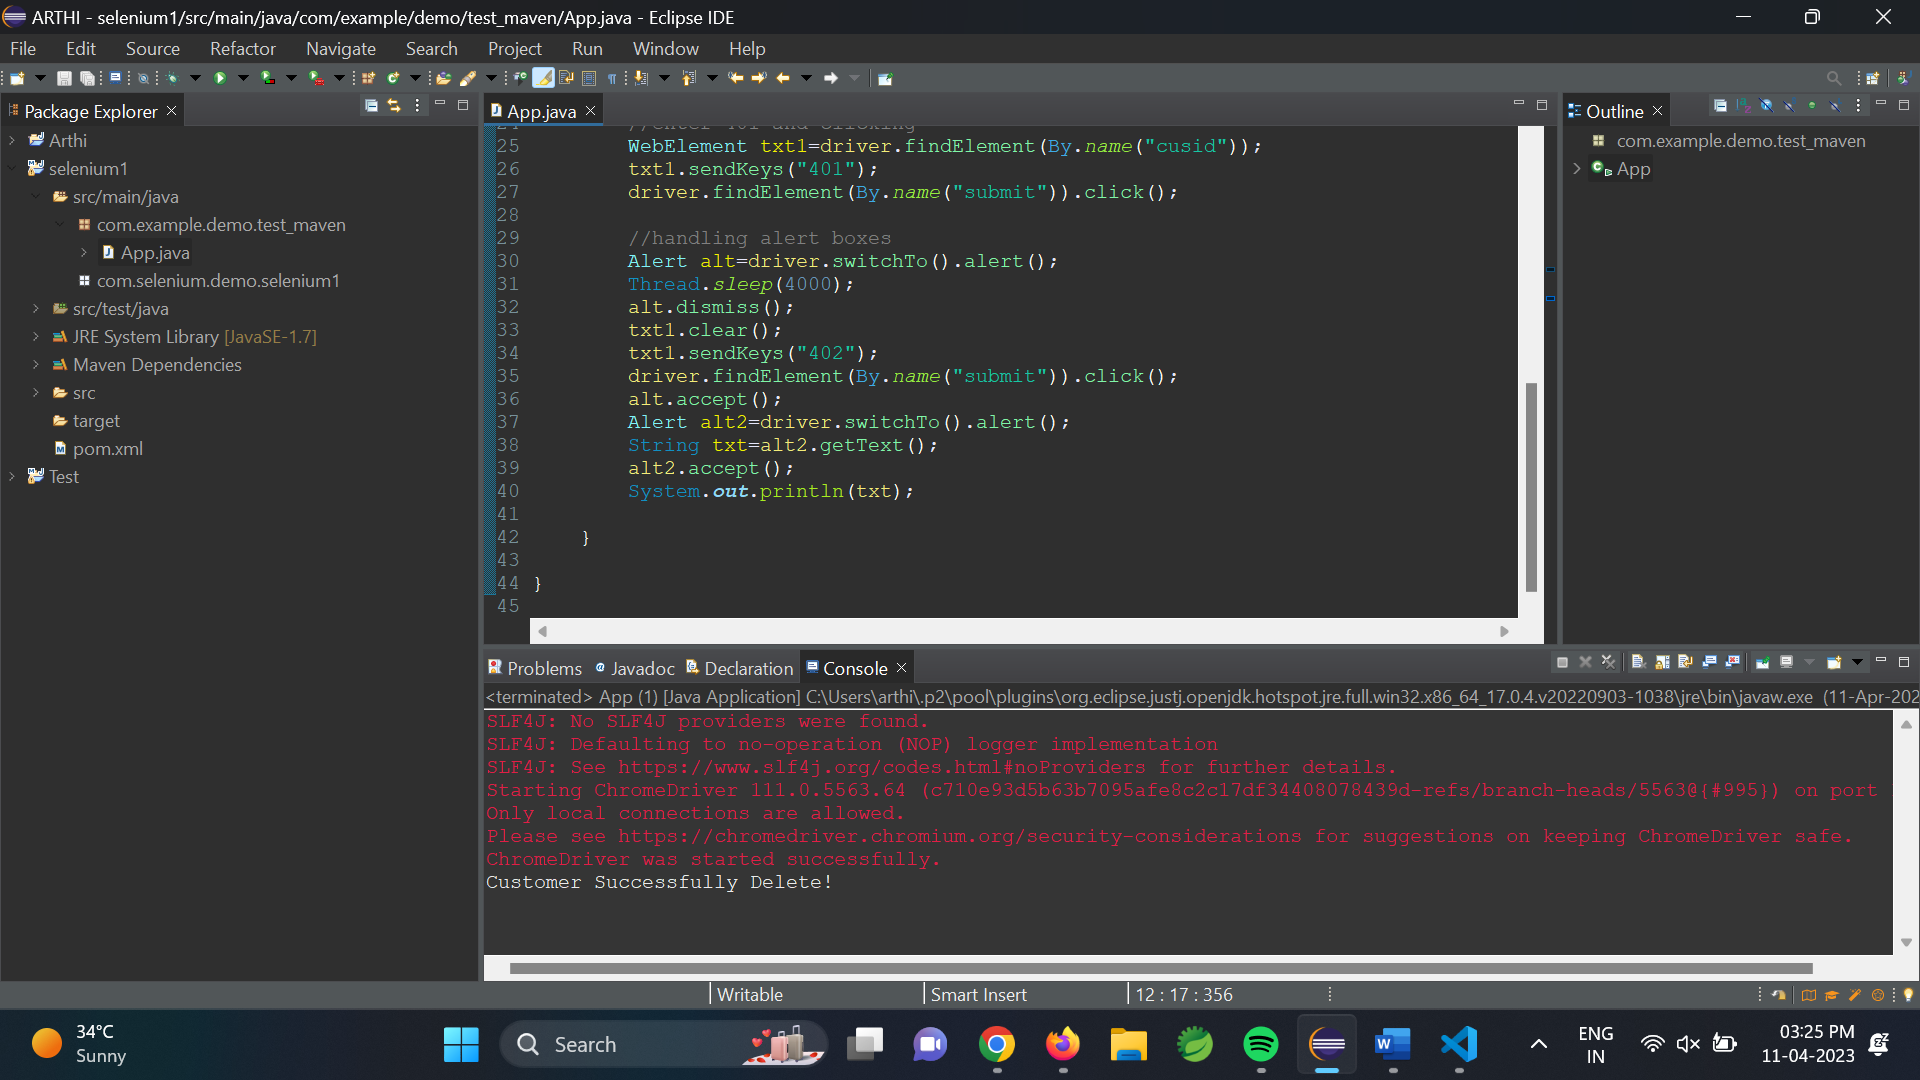 ARTHI - selenium1/src/main/java/com/example/demo/test_maven/App.java - Eclipse IDE
File Edit Source Refactor Navigate Search Project Run Window Help
Package Explorer
Arthi
selenium1
src/main/java
com.example.demo.test_maven
App.java
com.selenium.demo.selenium1
src/test/java
JRE System Library [JavaSE-1.7]
Maven Dependencies
src
target
pom.xml
Test
App.java
24 //enter 401 and clicking
25 WebElement txt1=driver.findElement(By.name("cusid"));
26 txt1.sendKeys("401");
27 driver.findElement(By.name("submit")).click();
28
29 //handling alert boxes
30 Alert alt=driver.switchTo().alert();
31 Thread.sleep(4000);
32 alt.dismiss();
33 txt1.clear();
34 txt1.sendKeys("402");
35 driver.findElement(By.name("submit")).click();
36 alt.accept();
37 Alert alt2=driver.switchTo().alert();
38 String txt=alt2.getText();
39 alt2.accept();
40 System.out.println(txt);
41
42 }
43
44 }
45
Outline
com.example.demo.test_maven
App
Problems Javadoc Declaration Console
<terminated> App (1) [Java Application] C:\Users\arthi\.p2\pool\plugins\org.eclipse.justj.openjdk.hotspot.jre.full.win32.x86_64_17.0.4.v20220903-1038\jre\bin\javaw.exe (11-Apr-202
SLF4J: No SLF4J providers were found.
SLF4J: Defaulting to no-operation (NOP) logger implementation
SLF4J: See https://www.slf4j.org/codes.html#noProviders for further details.
Starting ChromeDriver 111.0.5563.64 (c710e93d5b63b7095afe8c2c17df34408078439d-refs/branch-heads/5563@{#995}) on port
Only local connections are allowed.
Please see https://chromedriver.chromium.org/security-considerations for suggestions on keeping ChromeDriver safe.
ChromeDriver was started successfully.
Customer Successfully Delete!
Writable Smart Insert 12 : 17 : 356
34°C
Sunny
Search
ENG
IN
03:25 PM
11-04-2023